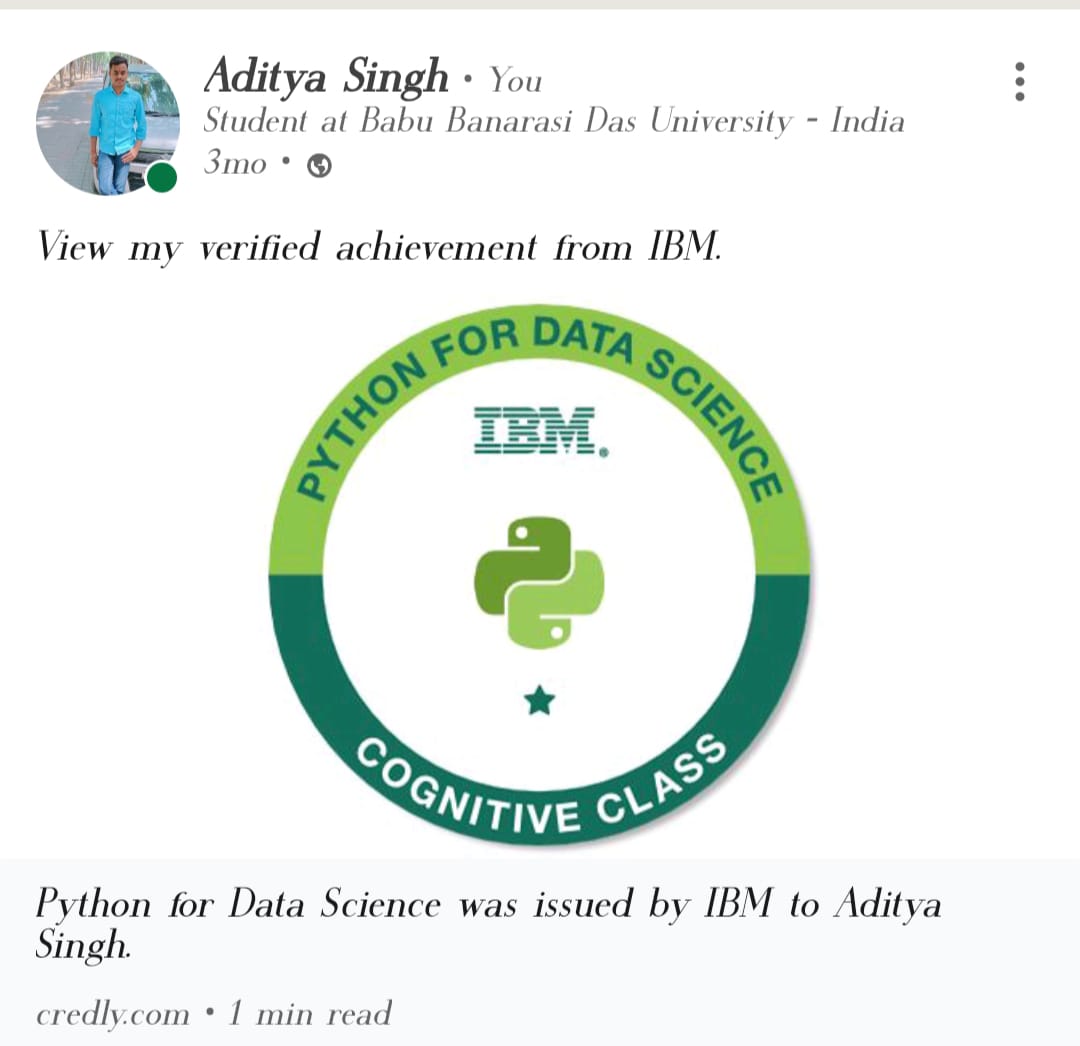 Aditya Singh • You
Student at Babu Banarasi Das University - India
3mo •
View my verified achievement from IBM.
PYTHON FOR DATA SCIENCE
IBM®
COGNITIVE CLASS
Python for Data Science was issued by IBM to Aditya
Singh.
credly.com • 1 min read